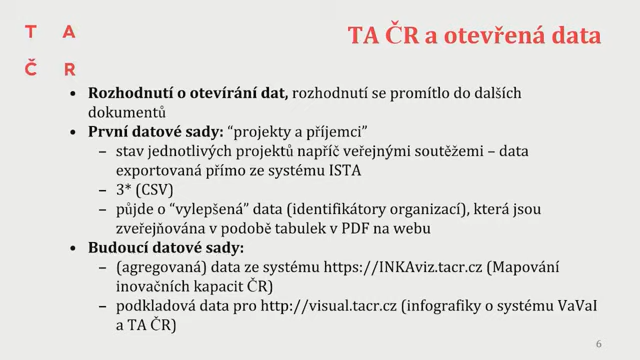 T A
Č R
TA ČR a otevřená data
• Rozhodnutí o otevírání dat, rozhodnutí se promítlo do dalších
dokumentů
• První datové sady: “projekty a příjemci”
– stav jednotlivých projektů napříč veřejnými soutěžemi – data
exportovaná přímo ze systému ISTA
– 3* (CSV)
– půjde o “vylepšená” data (identifikátory organizací), která jsou
zveřejňována v podobě tabulek v PDF na webu
• Budoucí datové sady:
– (agregovaná) data ze systému https://INKAviz.tacr.cz (Mapování
inovačních kapacit ČR)
– podkladová data pro http://visual.tacr.cz (infografiky o systému VaVaI
a TA ČR)
6